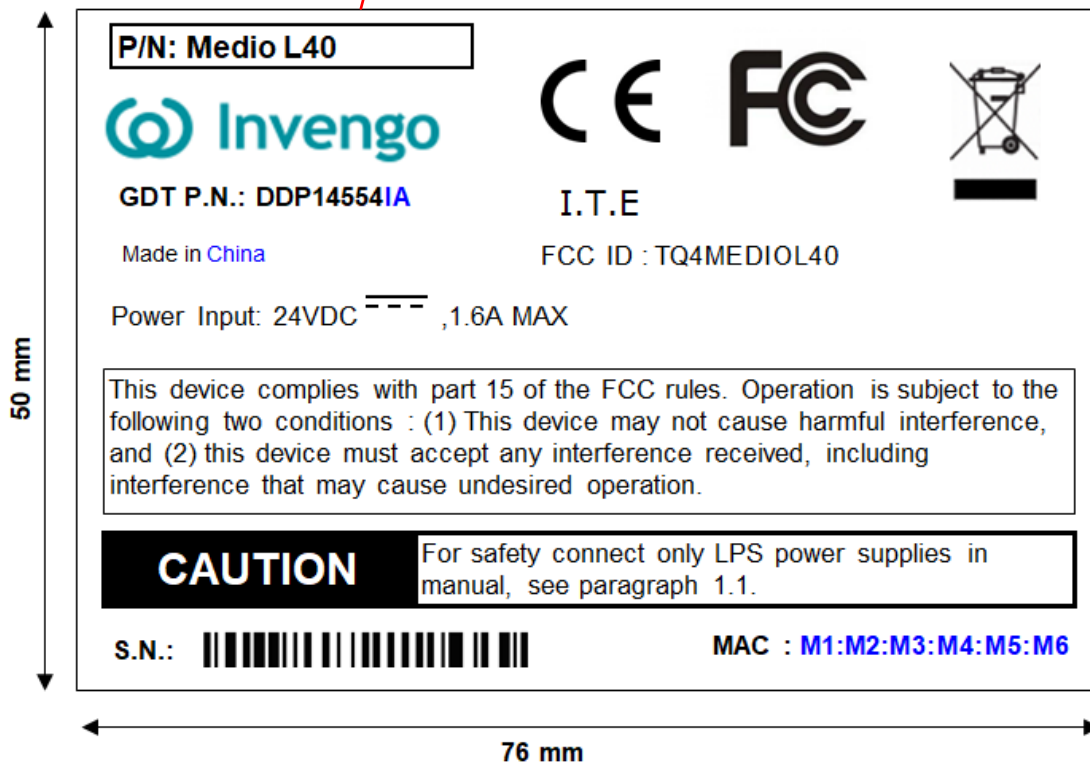 P/N: Medio L40
Invengo
CE FC
GDT P.N.: DDP14554IA
I.T.E
Made in China
FCC ID : TQ4MEDIOL40
Power Input: 24VDC ,1.6A MAX
This device complies with part 15 of the FCC rules. Operation is subject to the
following two conditions : (1) This device may not cause harmful interference,
and (2) this device must accept any interference received, including
interference that may cause undesired operation.
CAUTION
For safety connect only LPS power supplies in
manual, see paragraph 1.1.
S.N.:
MAC : M1:M2:M3:M4:M5:M6
50 mm
76 mm